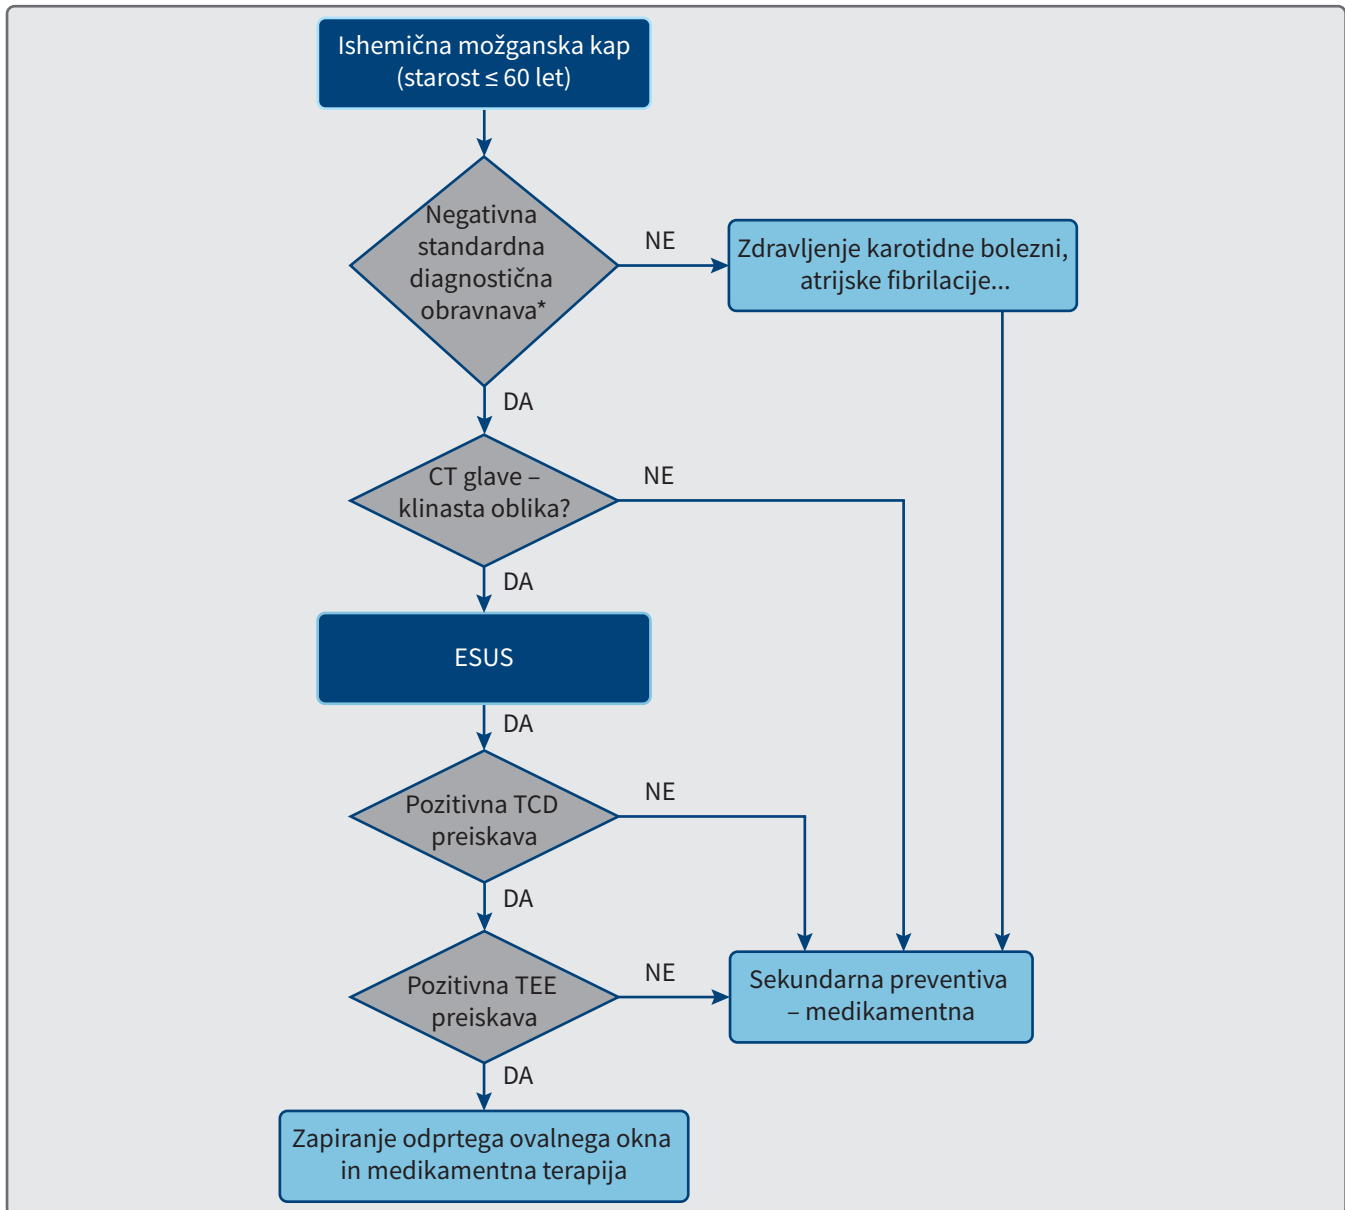 Ishemična možganska kap
(starost ≤ 60 let)
Negativna
standardna
diagnostična
obravnava*
NE
Zdravljenje karotidne bolezni,
atrijske fibrilacije...
DA
CT glave –
klinasta oblika?
NE
DA
ESUS
DA
Pozitivna TCD
preiskava
NE
DA
Pozitivna TEE
preiskava
NE
Sekundarna preventiva
– medikamentna
DA
Zapiranje odprtega ovalnega okna
in medikamentna terapija